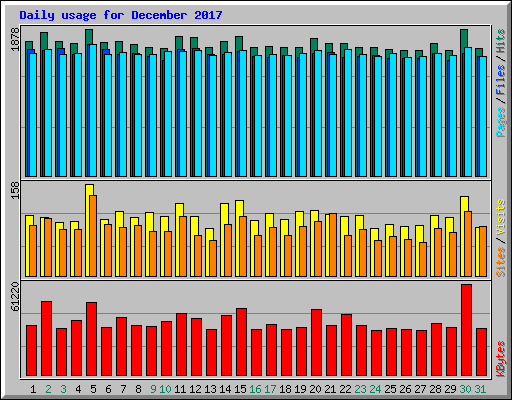 Daily usage for December 2017
1878
Pages / Files / Hits
158
Sites / Visits
61220
KBytes
1 2 3 4 5 6 7 8 9 10 11 12 13 14 15 16 17 18 19 20 21 22 23 24 25 26 27 28 29 30 31